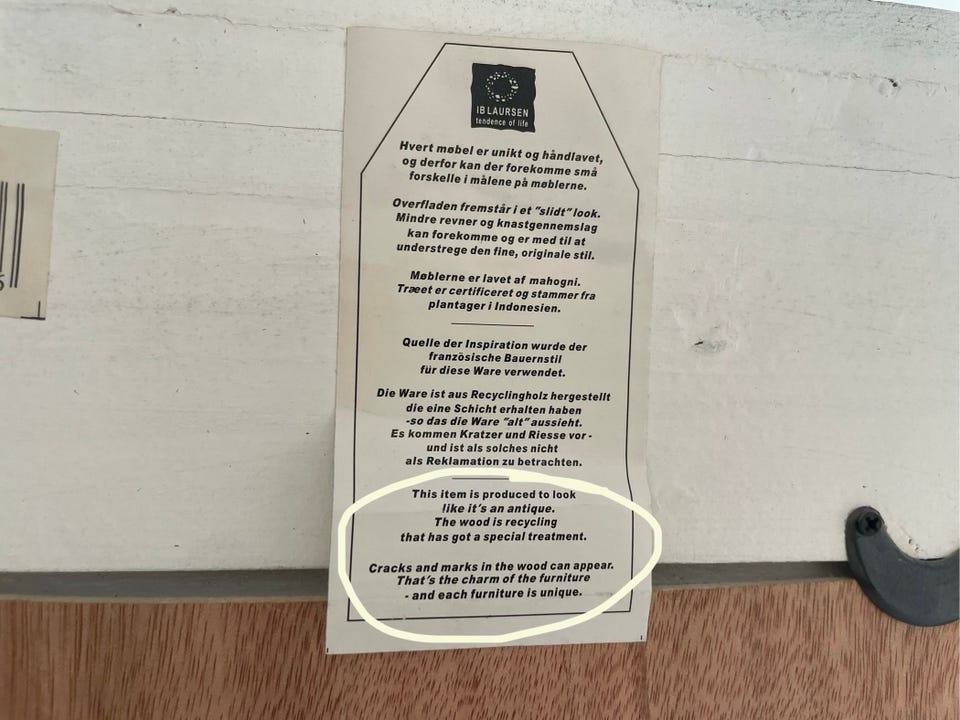 IB LAURSEN
tendence of life
Hvert møbel er unikt og håndlavet,
og derfor kan der forekomme små
forskelle i målene på møblerne.
Overfladen fremstår i et "slidt" look.
Mindre revner og knastgennemslag
kan forekomme og er med til at
understrege den fine, originale stil.
Møblerne er lavet af mahogni.
Træet er certificeret og stammer fra
plantager i Indonesien.
Quelle der Inspiration wurde der
französische Bauernstil
für diese Ware verwendet.
Die Ware ist aus Recyclingholz hergestellt
die eine Schicht erhalten haben
-so das die Ware "alt" aussieht.
Es kommen Kratzer und Riesse vor -
und ist als solches nicht
als Reklamation zu betrachten.
This item is produced to look
like it's an antique.
The wood is recycling
that has got a special treatment.
Cracks and marks in the wood can appear.
That's the charm of the furniture
- and each furniture is unique.